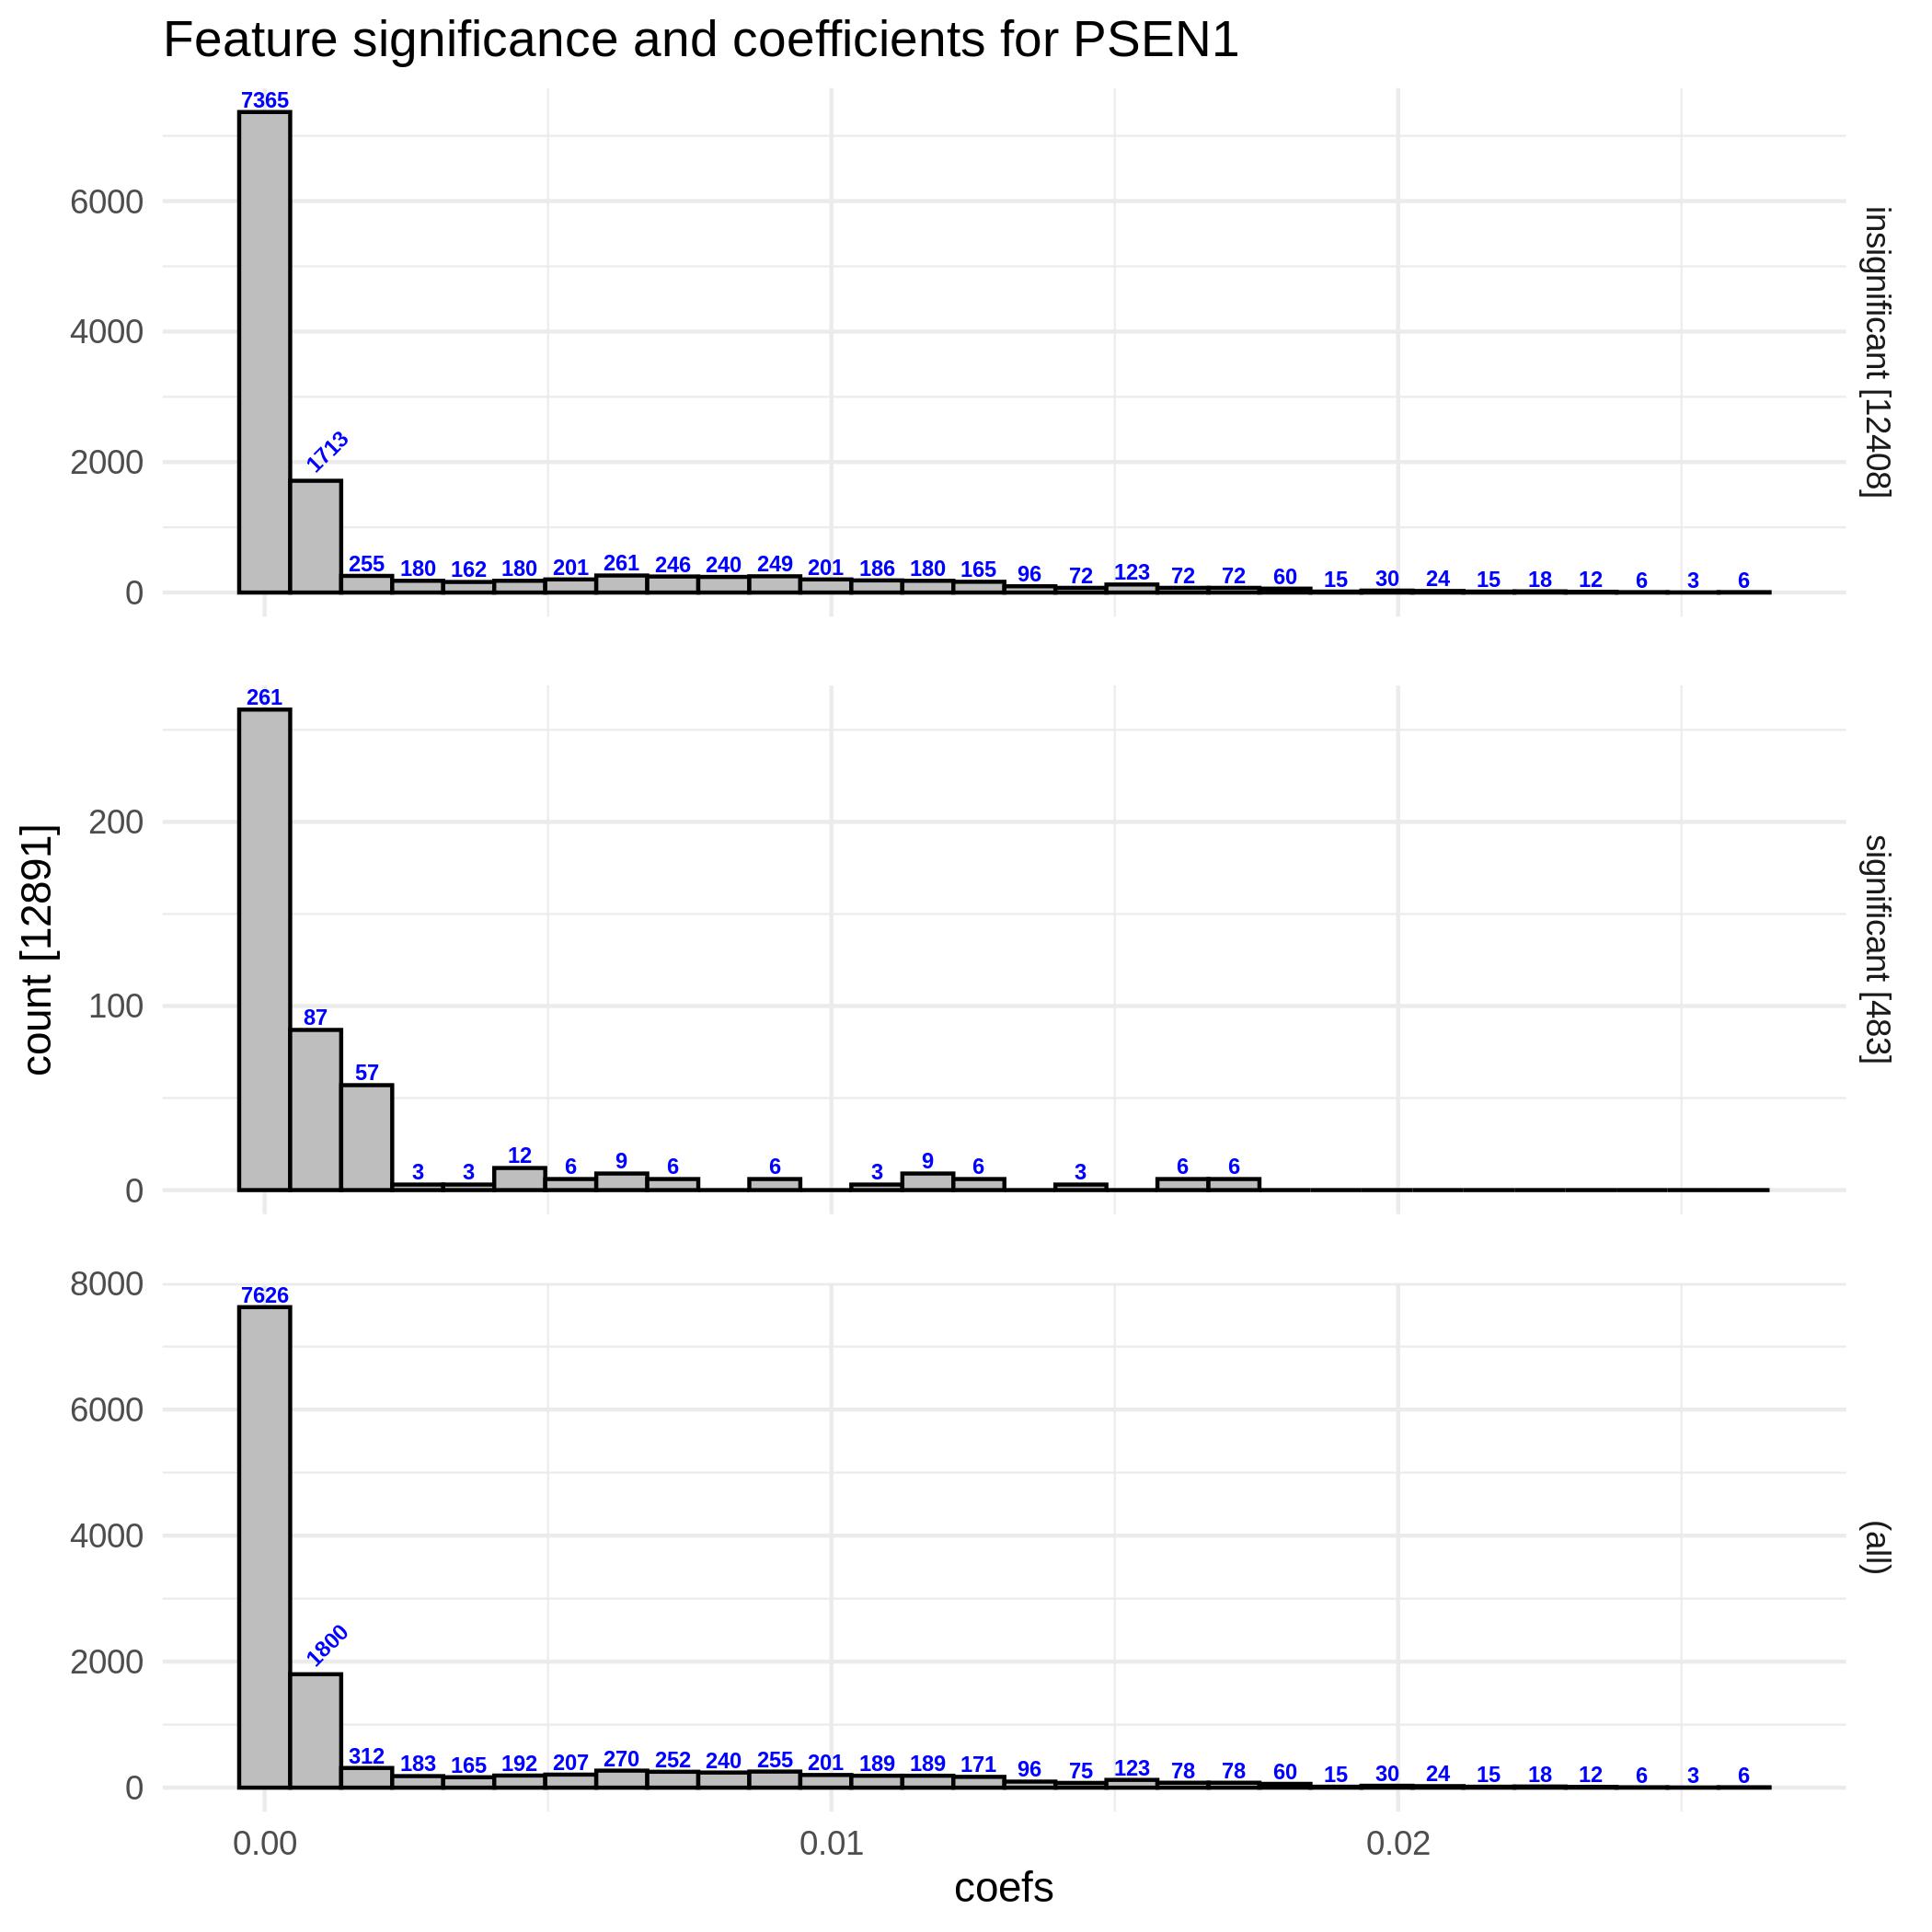 Feature significance and coefficients for PSEN1
count [12891]
7365
6000
4000
2000
0
1713
255 180 162 180 201 261 246 240 249 201 186 180 165 96 72 123 72 72 60 15 30 24 15 18 12 6 3 6
insignificant [12408]
261
200
100
0
87
57
3 3 12 6 9 6 6 3 9 6 3 6 6
significant [483]
8000
7626
6000
4000
2000
0
1800
312 183 165 192 207 270 252 240 255 201 189 189 171 96 75 123 78 78 60 15 30 24 15 18 12 6 3 6
(all)
0.00 0.01 0.02
coefs